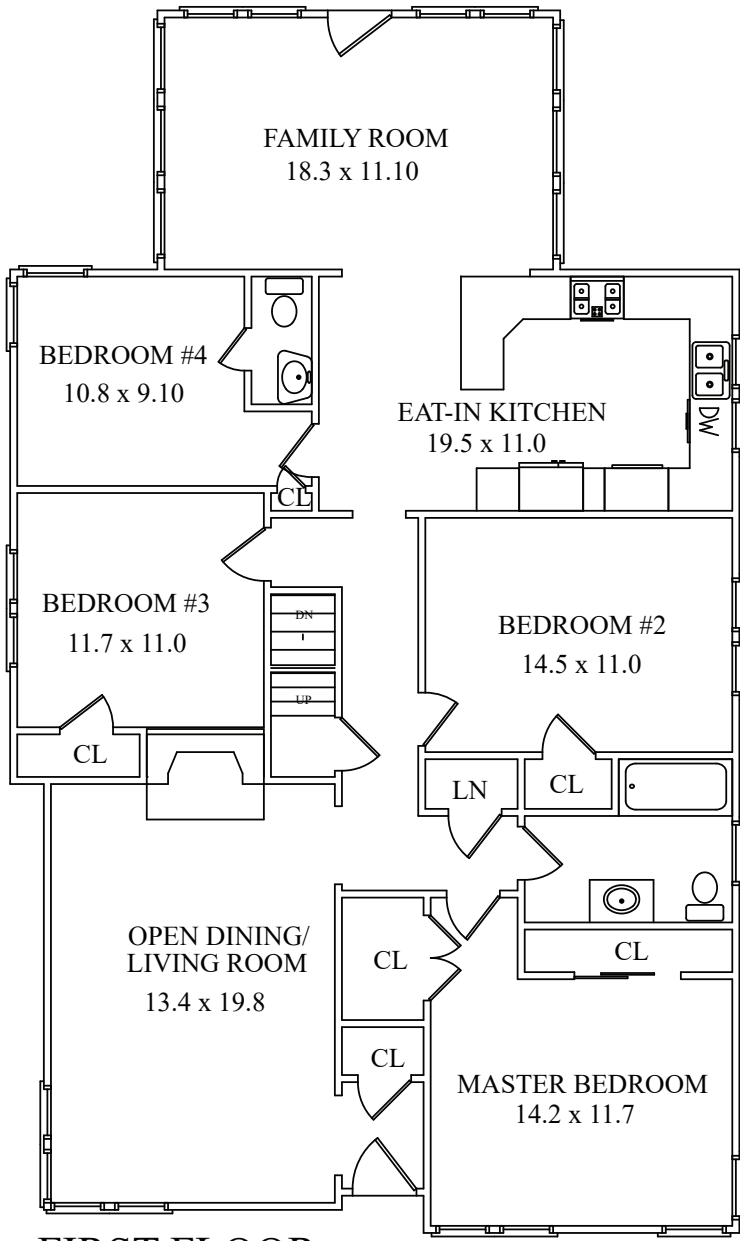 FAMILY ROOM
18.3 x 11.10
BEDROOM #4
10.8 x 9.10
EAT-IN KITCHEN
19.5 x 11.0
DW
CL
BEDROOM #3
11.7 x 11.0
DN
UP
BEDROOM #2
14.5 x 11.0
CL
LN
CL
OPEN DINING/
LIVING ROOM
13.4 x 19.8
CL
CL
CL
MASTER BEDROOM
14.2 x 11.7
FIRST FLOOR